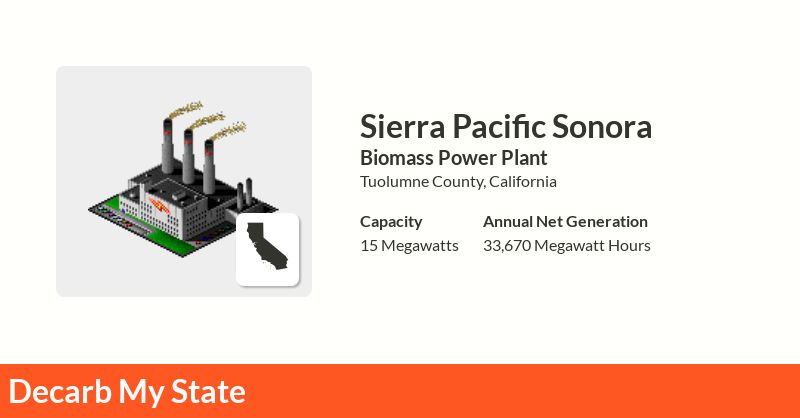 Sierra Pacific Sonora
Biomass Power Plant
Tuolumne County, California
Capacity
Annual Net Generation
15 Megawatts
33,670 Megawatt Hours
Decarb My State